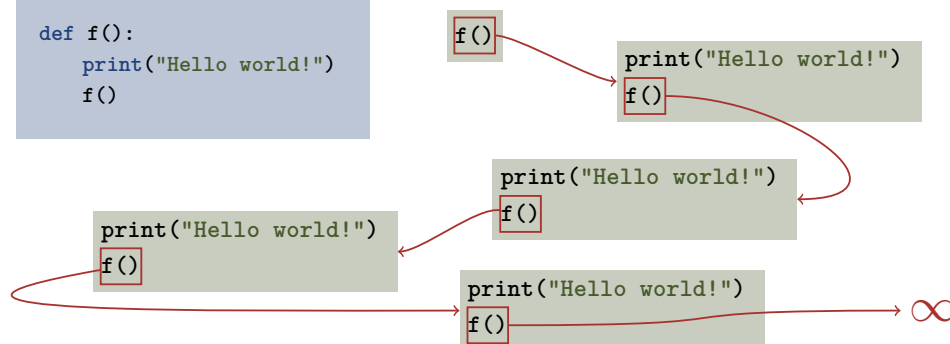 def f():
    print("Hello world!")
    f()
f()
print("Hello world!")
f()
print("Hello world!")
f()
print("Hello world!")
f()
print("Hello world!")
f()
∞